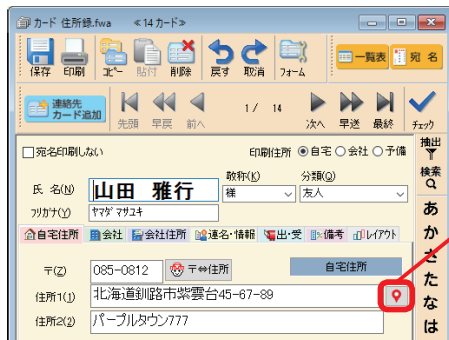 カード 住所録.fwa ≪14 カード≫
保存 印刷 コピー 貼付 削除 戻す 取消 フォーム 一覧表 宛 名
連絡先
カード追加
先頭 早戻 前へ 1 / 14 次へ 早送 最終 チェック
宛名印刷しない 印刷住所 自宅 会社 予備
抽出
検索
敬称(K) 分類(Q)
氏 名(N) 山田 雅行 様 友人
フリガナ(Y) ヤマダ マサユキ
自宅住所 会社 会社住所 連名・情報 出・受 備考 レイアウト
〒(Z) 085-0812 〒⇔住所 自宅住所
住所1(1) 北海道釧路市紫雲台45-67-89
住所2(2) パープルタウン777
あ
か
さ
た
な
は